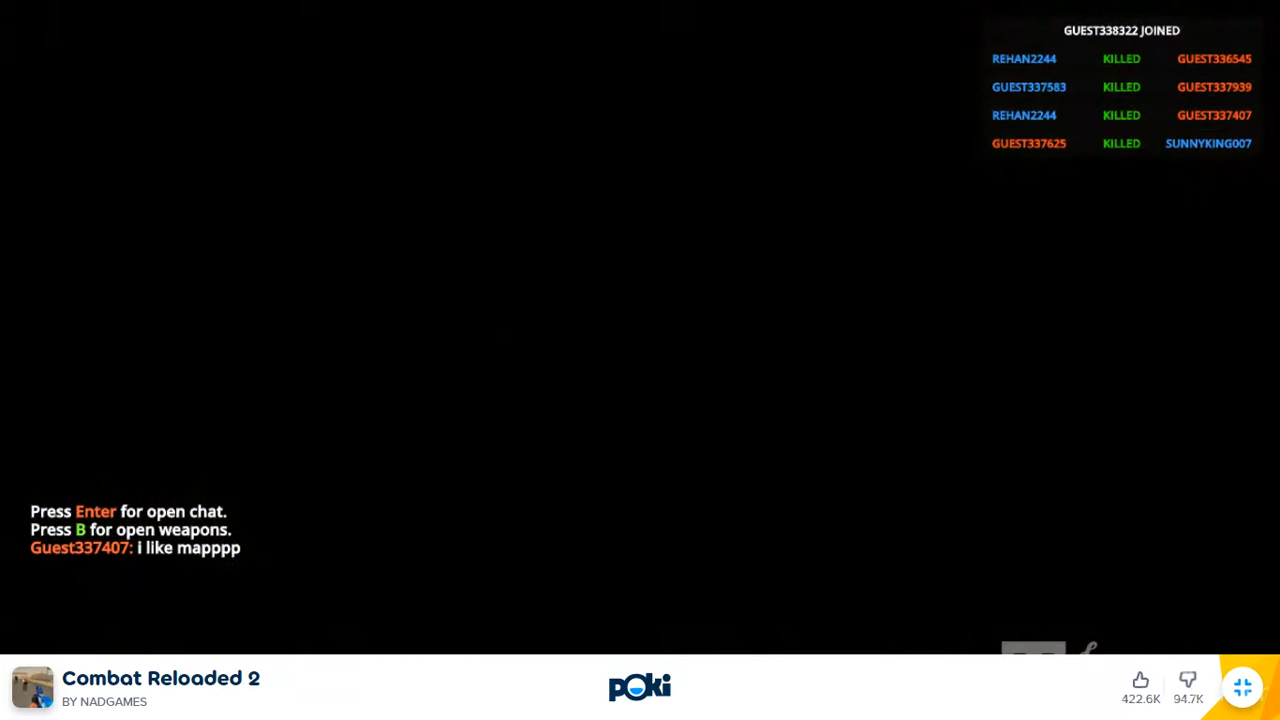 GUEST338322 JOINED
REHAN2244 KILLED GUEST336545
GUEST337583 KILLED GUEST337939
REHAN2244 KILLED GUEST337407
GUEST337625 KILLED SUNNYKING007
Press Enter for open chat.
Press B for open weapons.
Guest337407: i like mapppp
Combat Reloaded 2
BY NADGAMES
poki
422.6K
94.7K